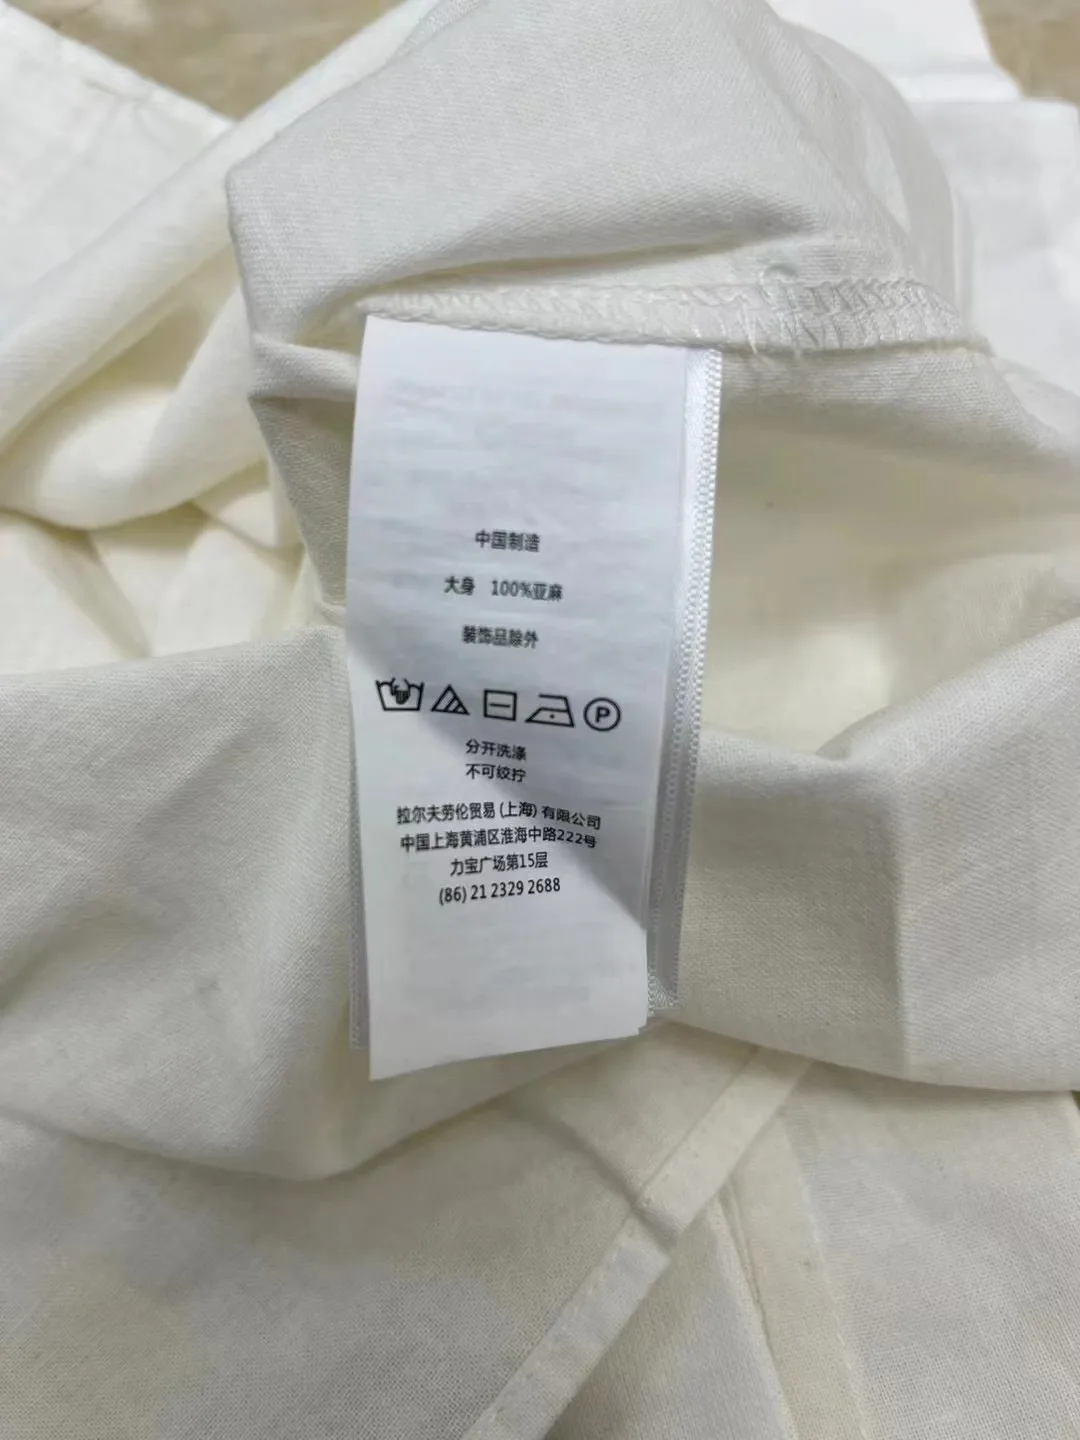 中国制造
大身 100%亚麻
装饰品除外
P
分开洗涤
不可绞拧
拉尔夫劳伦贸易(上海)有限公司
中国上海黄浦区淮海中路222号
力宝广场第15层
(86) 21 2329 2688